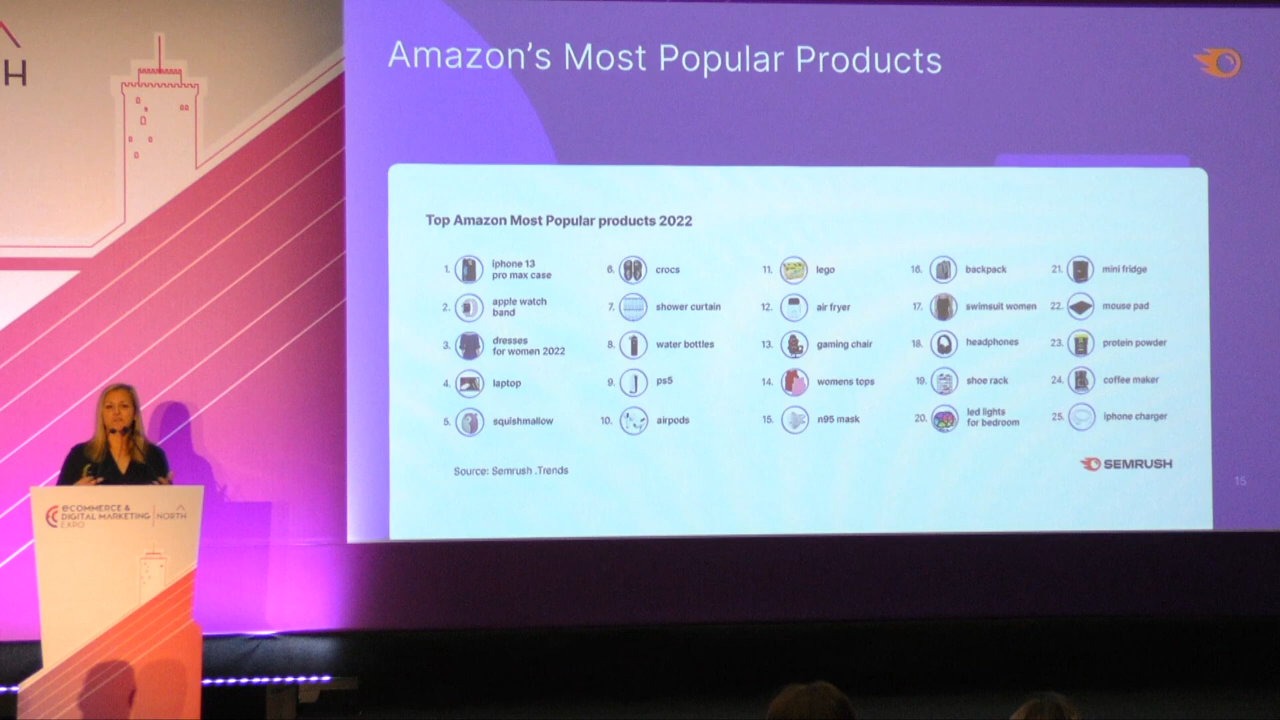 H
Amazon's Most Popular Products
Top Amazon Most Popular products 2022
1. iphone 13
pro max case
2. apple watch
band
3. dresses
for women 2022
4. laptop
5. squishmallow
6. crocs
7. shower curtain
8. water bottles
9. ps5
10. airpods
11. lego
12. air fryer
13. gaming chair
14. womens tops
15. n95 mask
16. backpack
17. swimsuit women
18. headphones
19. shoe rack
20. led lights
for bedroom
21. mini fridge
22. mouse pad
23. protein powder
24. coffee maker
25. iphone charger
Source: Semrush .Trends
SEMRUSH
15
eCOMMERCE &
DIGITAL MARKETING
EXPO
NORTH